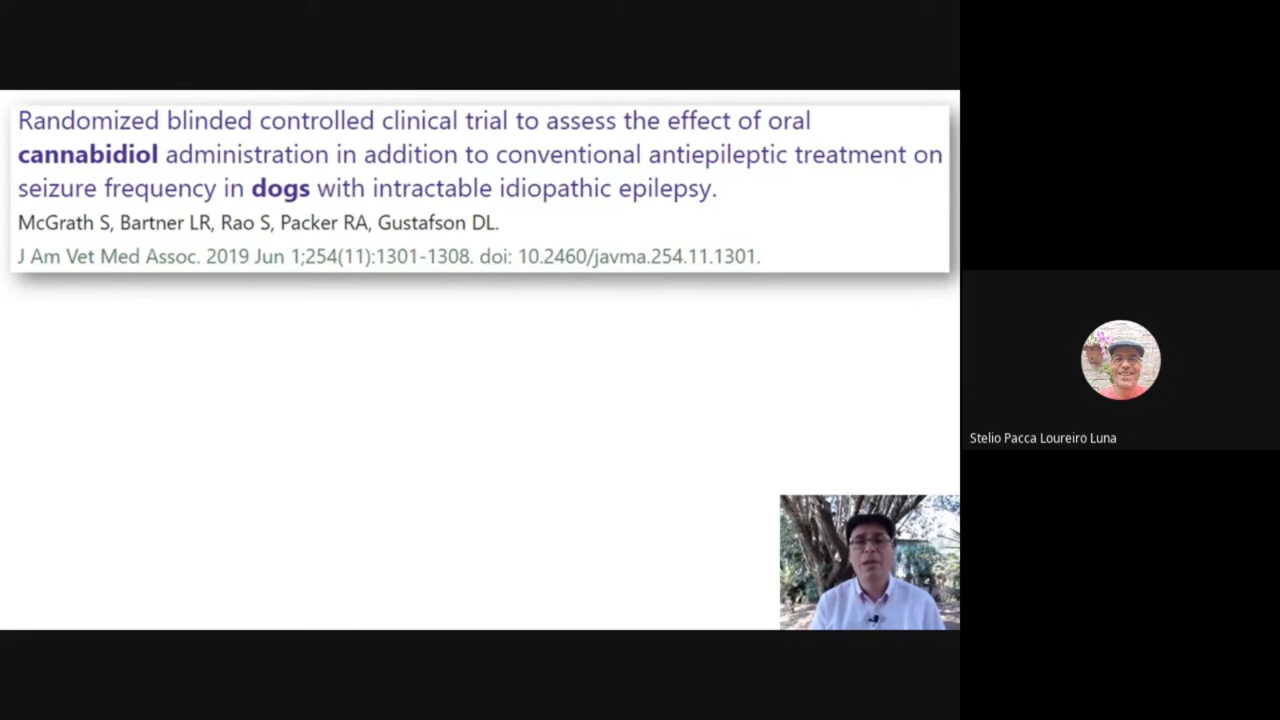 Randomized blinded controlled clinical trial to assess the effect of oral
cannabidiol administration in addition to conventional antiepileptic treatment on
seizure frequency in dogs with intractable idiopathic epilepsy.
McGrath S, Bartner LR, Rao S, Packer RA, Gustafson DL.
J Am Vet Med Assoc. 2019 Jun 1;254(11):1301-1308. doi: 10.2460/javma.254.11.1301.
Stelio Pacca Loureiro Luna